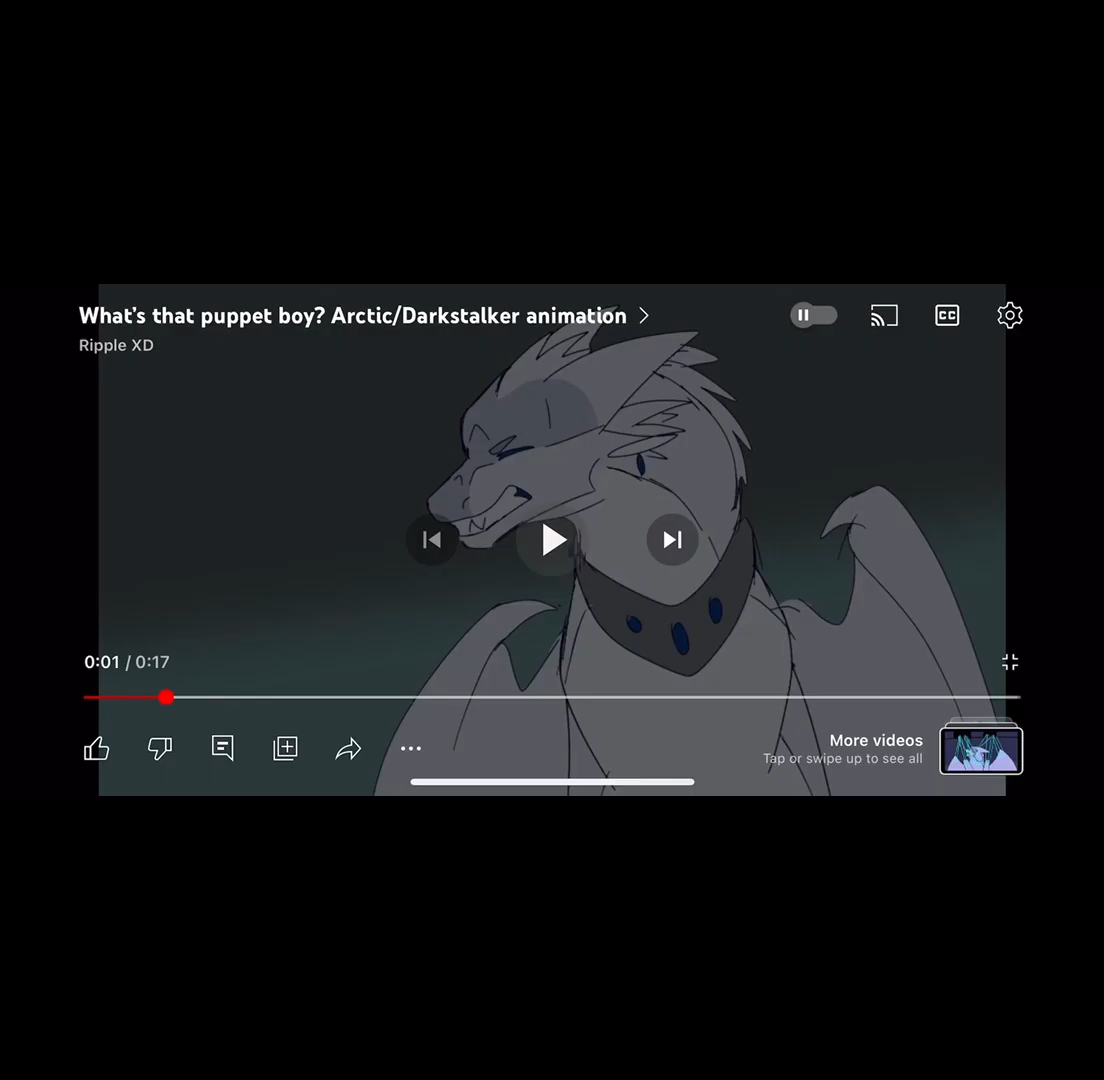 What's that puppet boy? Arctic/Darkstalker animation
Ripple XD
CC
0:01 / 0:17
More videos
Tap or swipe up to see all